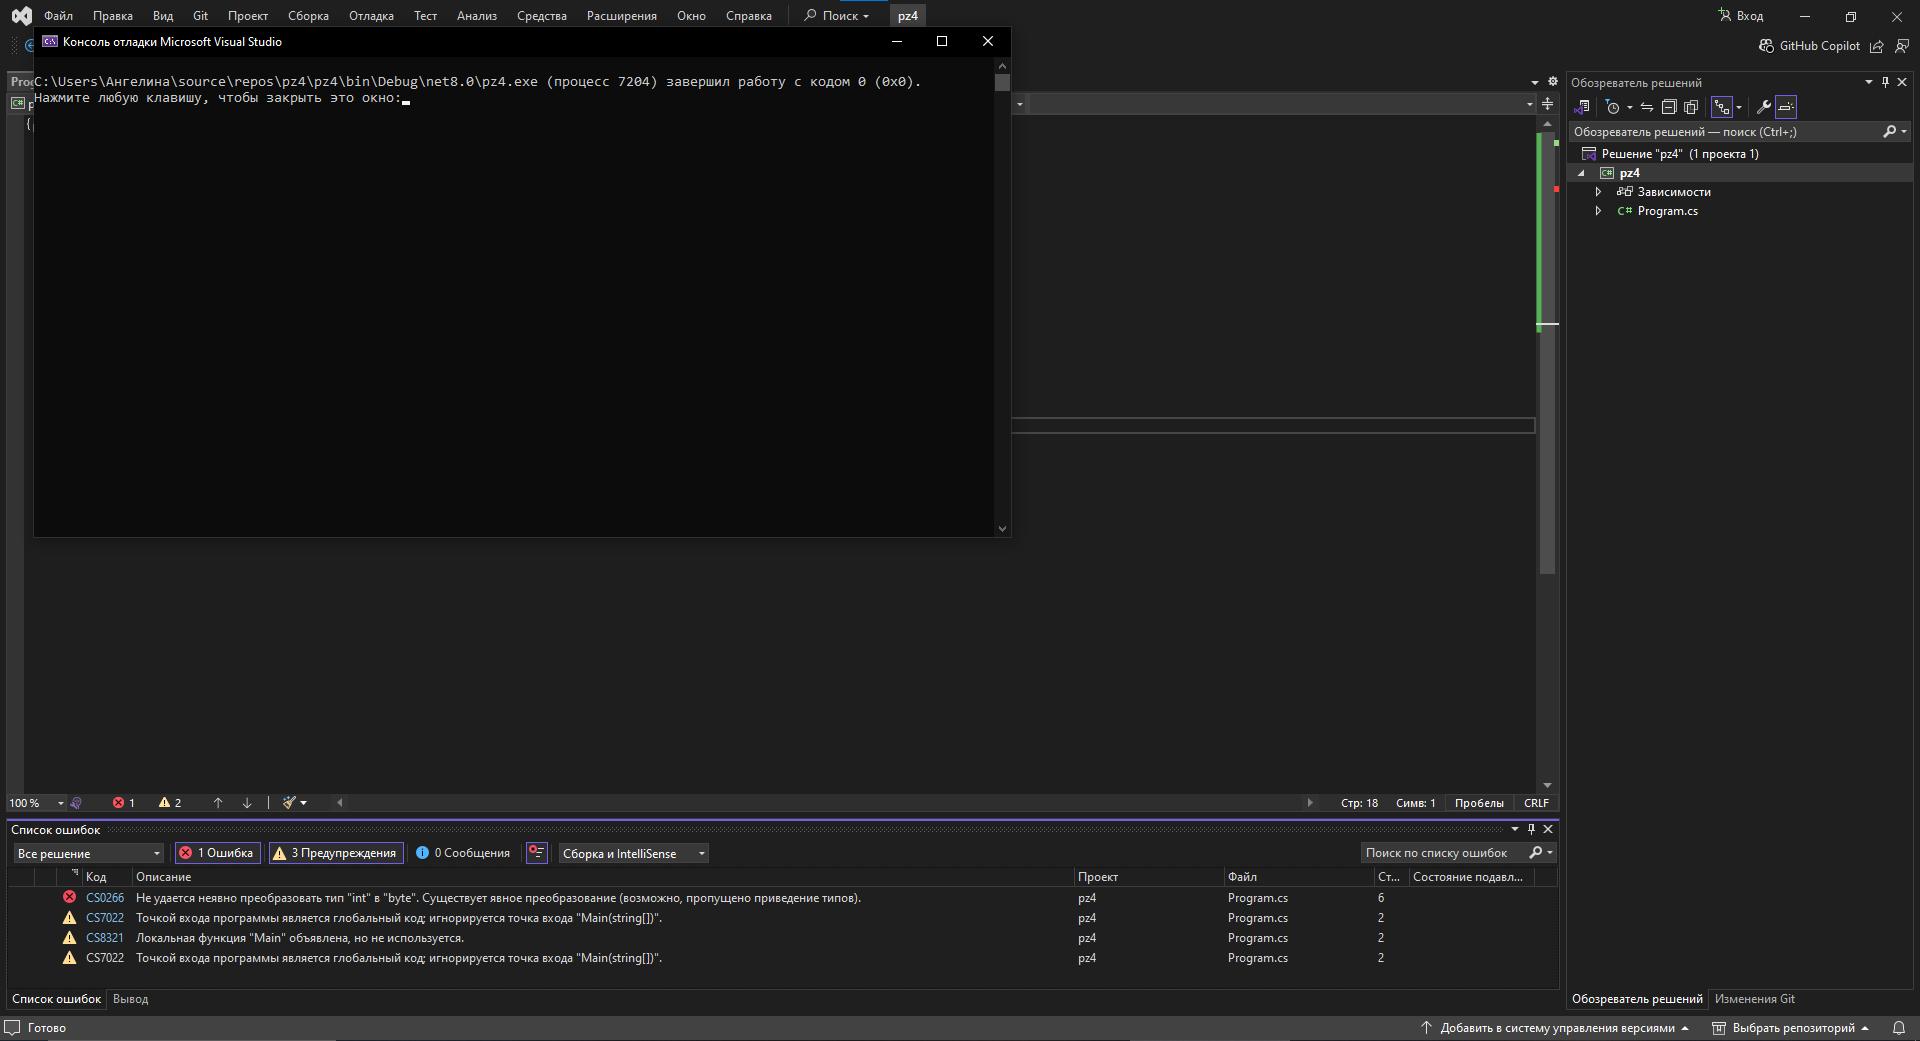 Файл Правка Вид Git Проект Сборка Отладка Тест Анализ Средства Расширения Окно Справка Поиск pz4 Вход
GitHub Copilot
Консоль отладки Microsoft Visual Studio
C:\Users\Ангелина\source\repos\pz4\pz4\bin\Debug\net8.0\pz4.exe (процесс 7204) завершил работу с кодом 0 (0x0).
Нажмите любую клавишу, чтобы закрыть это окно:
Обозреватель решений
Обозреватель решений — поиск (Ctrl+;)
Решение "pz4" (1 проекта 1)
C# pz4
Зависимости
C# Program.cs
100 % 1 2 Стр: 18 Симв: 1 Пробелы CRLF
Список ошибок
Все решение 1 Ошибка 3 Предупреждения 0 Сообщения Сборка и IntelliSense Поиск по списку ошибок
Код Описание Проект Файл Ст... Состояние подавл...
CS0266 Не удается неявно преобразовать тип "int" в "byte". Существует явное преобразование (возможно, пропущено приведение типов). pz4 Program.cs 6
CS7022 Точкой входа программы является глобальный код; игнорируется точка входа "Main(string[])". pz4 Program.cs 2
CS8321 Локальная функция "Main" объявлена, но не используется. pz4 Program.cs 2
CS7022 Точкой входа программы является глобальный код; игнорируется точка входа "Main(string[])". pz4 Program.cs 2
Список ошибок Вывод
Обозреватель решений Изменения Git
Готово Добавить в систему управления версиями Выбрать репозиторий